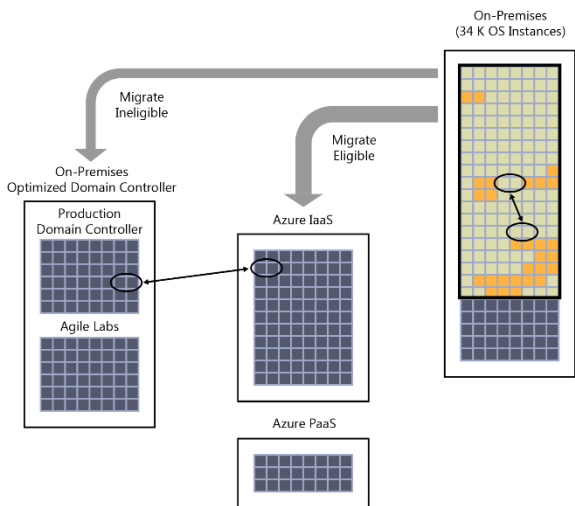 On-Premises
(34 K OS Instances)
Migrate
Ineligible
Migrate
Eligible
On-Premises
Optimized Domain Controller
Production
Domain Controller
Azure IaaS
Agile Labs
Azure PaaS